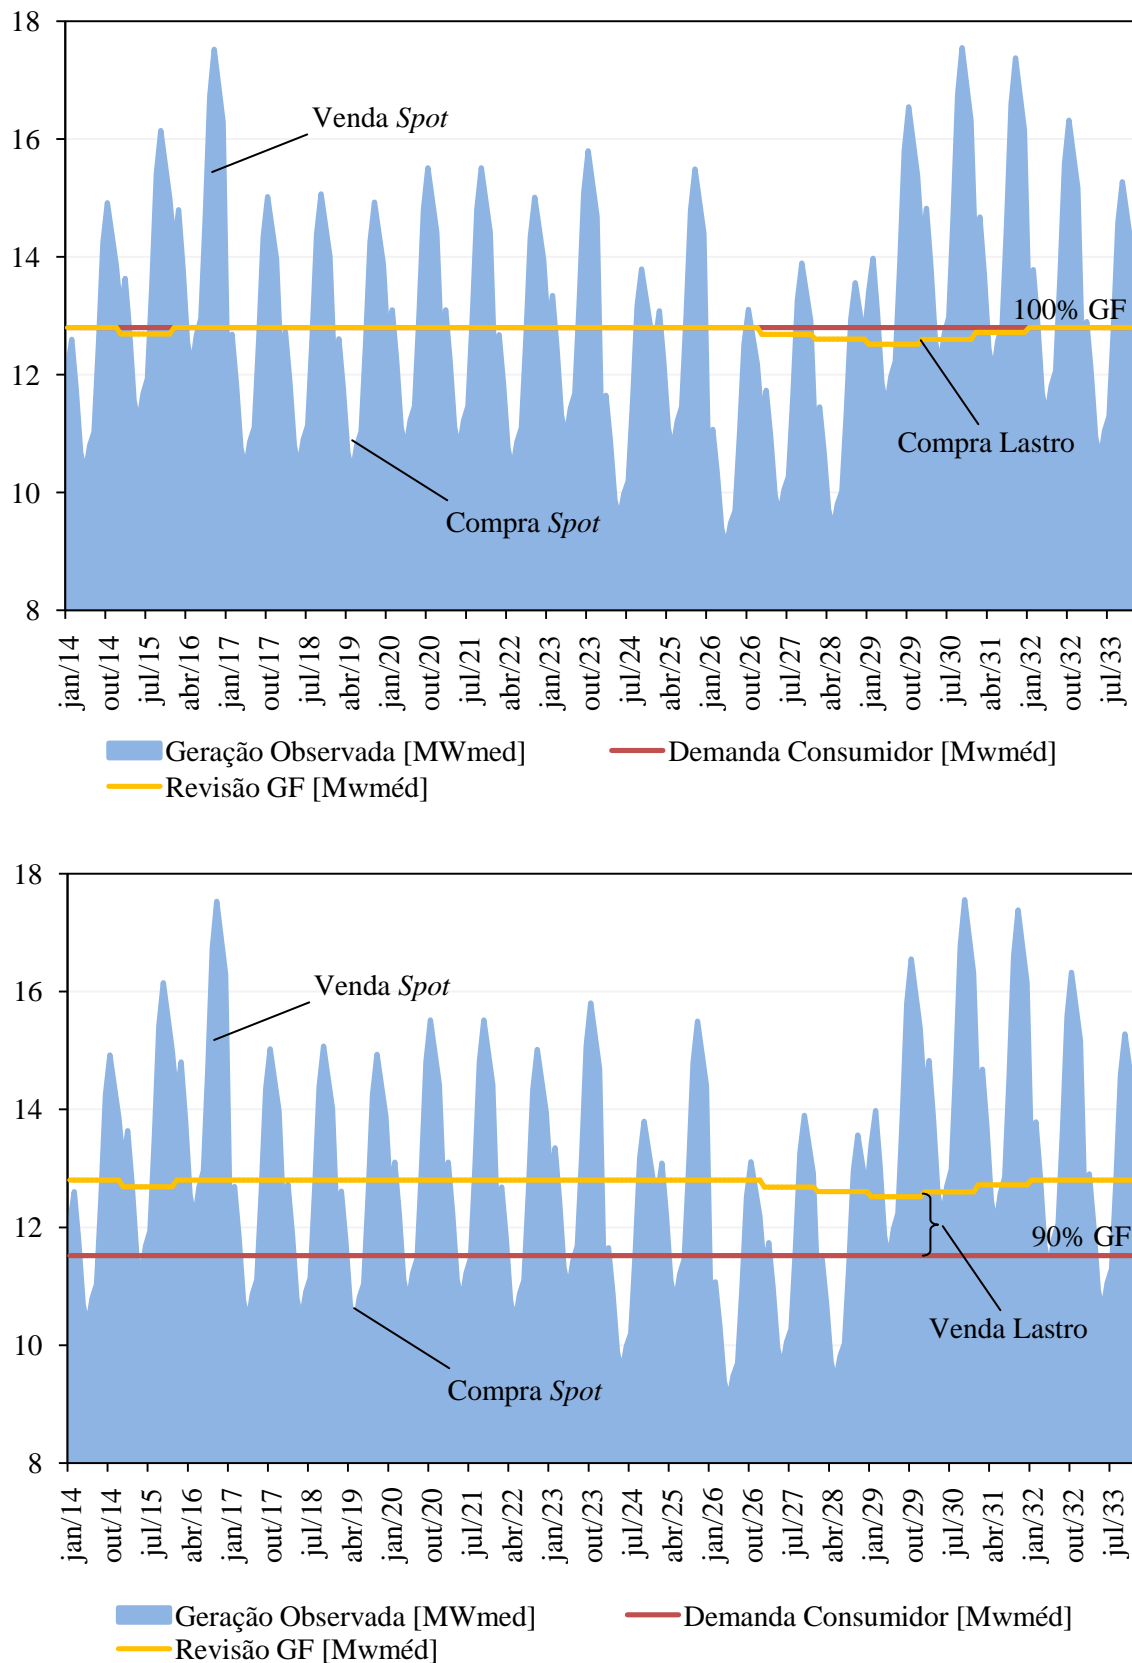 18
Venda Spot
16
14
100% GF
12
Compra Lastro
10
Compra Spot
8
jan/14
out/14
jul/15
abr/16
jan/17
out/17
jul/18
abr/19
jan/20
out/20
jul/21
abr/22
jan/23
out/23
jul/24
abr/25
jan/26
out/26
jul/27
abr/28
jan/29
out/29
jul/30
abr/31
jan/32
out/32
jul/33
Geração Observada [MWmed] Demanda Consumidor [Mwméd]
Revisão GF [Mwméd]
18
Venda Spot
16
14
12
90% GF
Venda Lastro
10
Compra Spot
8
jan/14
out/14
jul/15
abr/16
jan/17
out/17
jul/18
abr/19
jan/20
out/20
jul/21
abr/22
jan/23
out/23
jul/24
abr/25
jan/26
out/26
jul/27
abr/28
jan/29
out/29
jul/30
abr/31
jan/32
out/32
jul/33
Geração Observada [MWmed] Demanda Consumidor [Mwméd]
Revisão GF [Mwméd]